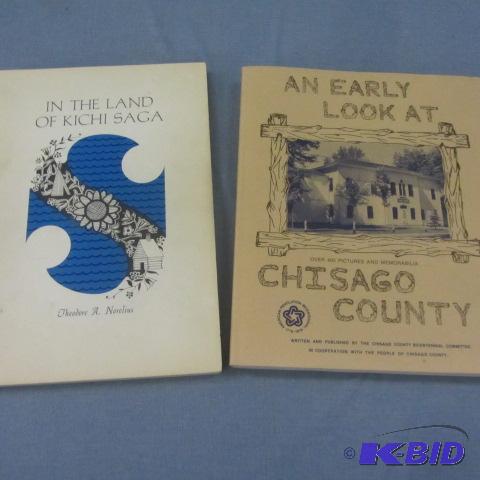 IN THE LAND
OF KICHI SAGA
Theodore A. Norelius
AN EARLY
LOOK AT
OVER 400 PICTURES AND MEMORABILIA
CHISAGO
COUNTY
WRITTEN AND PUBLISHED BY THE CHISAGO COUNTY BICENTENNIAL COMMITTEE
IN COOPERATION WITH THE PEOPLE OF CHISAGO COUNTY.
© K-BID